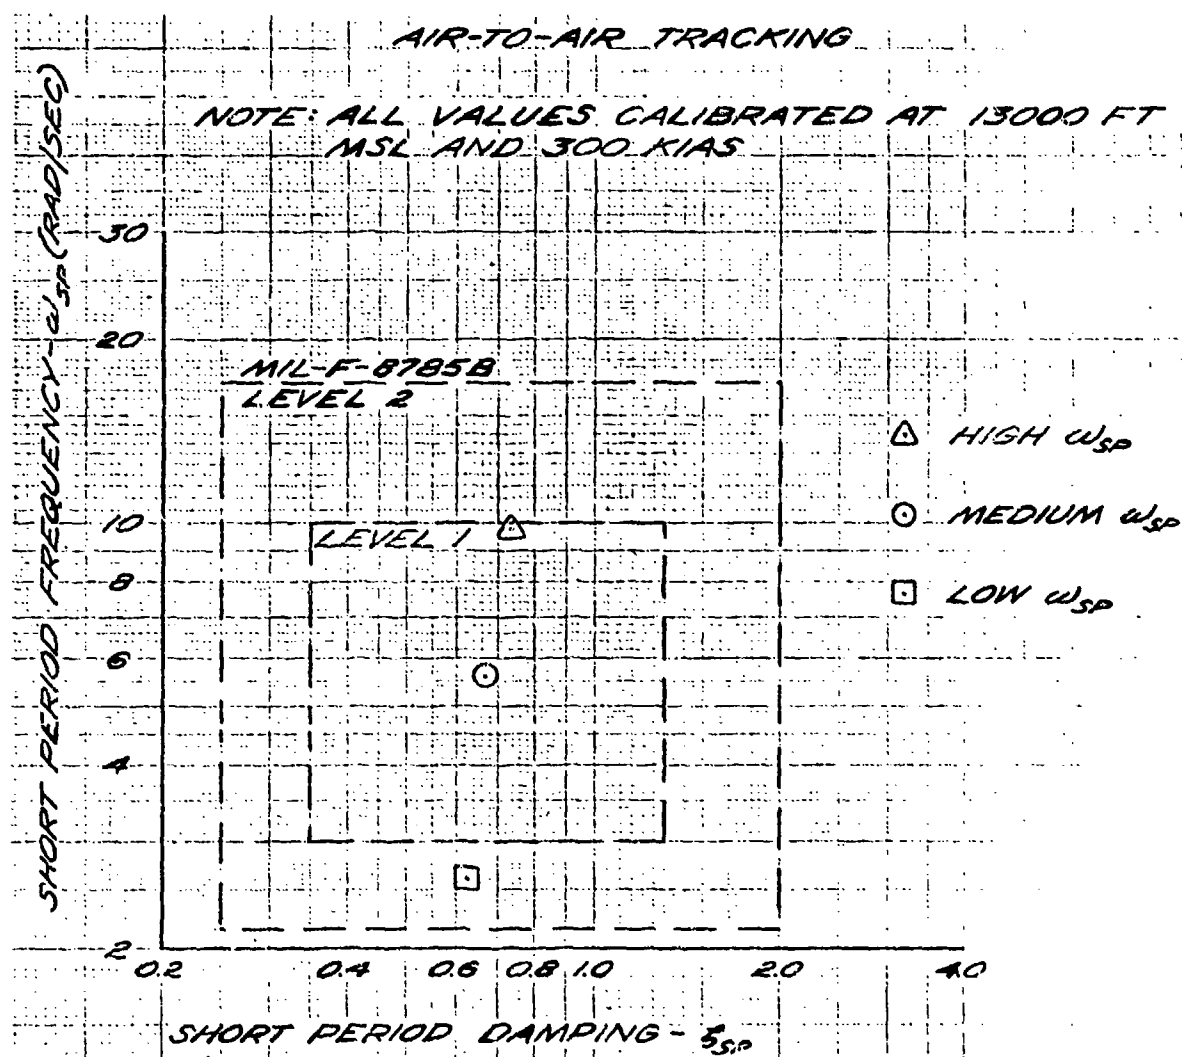 AIR-TO-AIR TRACKING
NOTE: ALL VALUES CALIBRATED AT 13000 FT
MSL AND 300 KIAS
SHORT PERIOD FREQUENCY-ωSP (RAD/SEC)
30
20
MIL-F-8785B
LEVEL 2
HIGH ωSP
10
LEVEL 1
MEDIUM ωSP
8
LOW ωSP
6
4
2
0.2 0.4 0.6 0.8 1.0 2.0 4.0
SHORT PERIOD DAMPING - ζSP